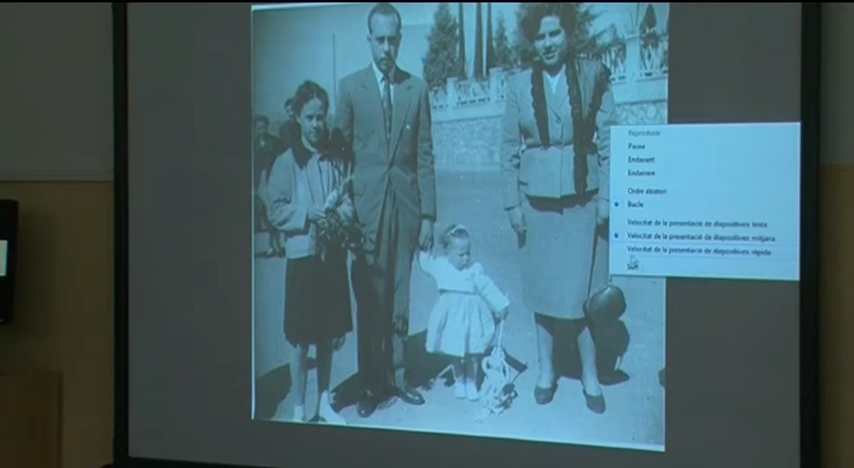 Reproducció
Pausa
Endavant
Endarrere
Ordre aleatori
Bucle
Velocitat de la presentació de diapositives: lenta
Velocitat de la presentació de diapositives: mitjana
Velocitat de la presentació de diapositives: ràpida
Surt